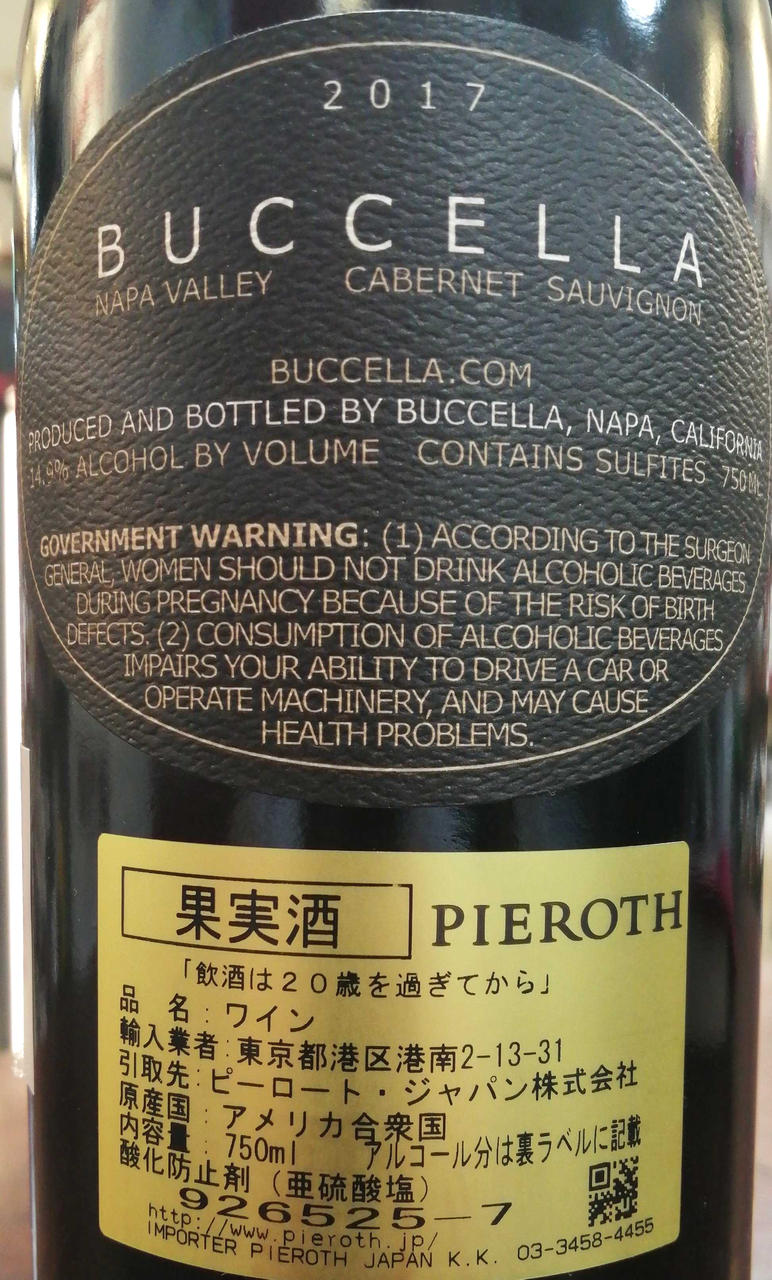 2017
BUCCELLA
NAPA VALLEY CABERNET SAUVIGNON
BUCCELLA.COM
PRODUCED AND BOTTLED BY BUCCELLA, NAPA, CALIFORNIA
14.9% ALCOHOL BY VOLUME CONTAINS SULFITES 750 ML
GOVERNMENT WARNING: (1) ACCORDING TO THE SURGEON
GENERAL, WOMEN SHOULD NOT DRINK ALCOHOLIC BEVERAGES
DURING PREGNANCY BECAUSE OF THE RISK OF BIRTH
DEFECTS. (2) CONSUMPTION OF ALCOHOLIC BEVERAGES
IMPAIRS YOUR ABILITY TO DRIVE A CAR OR
OPERATE MACHINERY, AND MAY CAUSE
HEALTH PROBLEMS.
果実酒 PIEROTH
「飲酒は20歳を過ぎてから」
品 名:ワイン
輸入業者:東京都港区港南2-13-31
引取先:ピーロート・ジャパン株式会社
原産国:アメリカ合衆国
内容量:750ml アルコール分は裏ラベルに記載
酸化防止剤(亜硫酸塩)
926525-7
http://www.pieroth.jp/
IMPORTER PIEROTH JAPAN K.K. 03-3458-4455